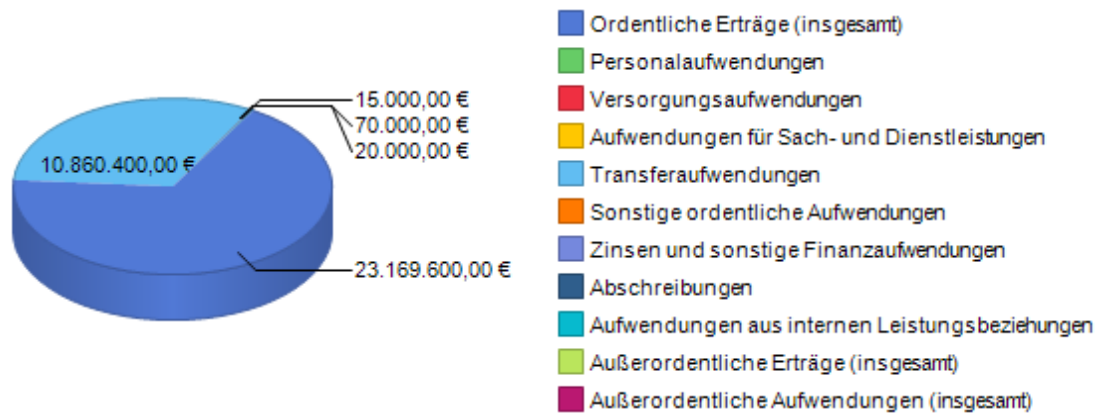 15.000,00 €
70.000,00 €
20.000,00 €
10.860.400,00 €
23.169.600,00 €
Ordentliche Erträge (insgesamt)
Personalaufwendungen
Versorgungsaufwendungen
Aufwendungen für Sach- und Dienstleistungen
Transferaufwendungen
Sonstige ordentliche Aufwendungen
Zinsen und sonstige Finanzaufwendungen
Abschreibungen
Aufwendungen aus internen Leistungsbeziehungen
Außerordentliche Erträge (insgesamt)
Außerordentliche Aufwendungen (insgesamt)